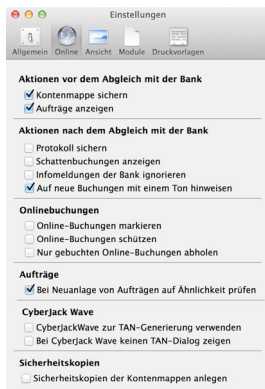 Einstellungen
Allgemein Online Ansicht Module Druckvorlagen
Aktionen vor dem Abgleich mit der Bank
Kontenmappe sichern
Aufträge anzeigen
Aktionen nach dem Abgleich mit der Bank
Protokoll sichern
Schattenbuchungen anzeigen
Infomeldungen der Bank ignorieren
Auf neue Buchungen mit einem Ton hinweisen
Onlinebuchungen
Online-Buchungen markieren
Online-Buchungen schützen
Nur gebuchten Online-Buchungen abholen
Aufträge
Bei Neuanlage von Aufträgen auf Ähnlichkeit prüfen
CyberJack Wave
CyberJackWave zur TAN-Generierung verwenden
Bei CyberJack Wave keinen TAN-Dialog zeigen
Sicherheitskopien
Sicherheitskopien der Kontenmappen anlegen